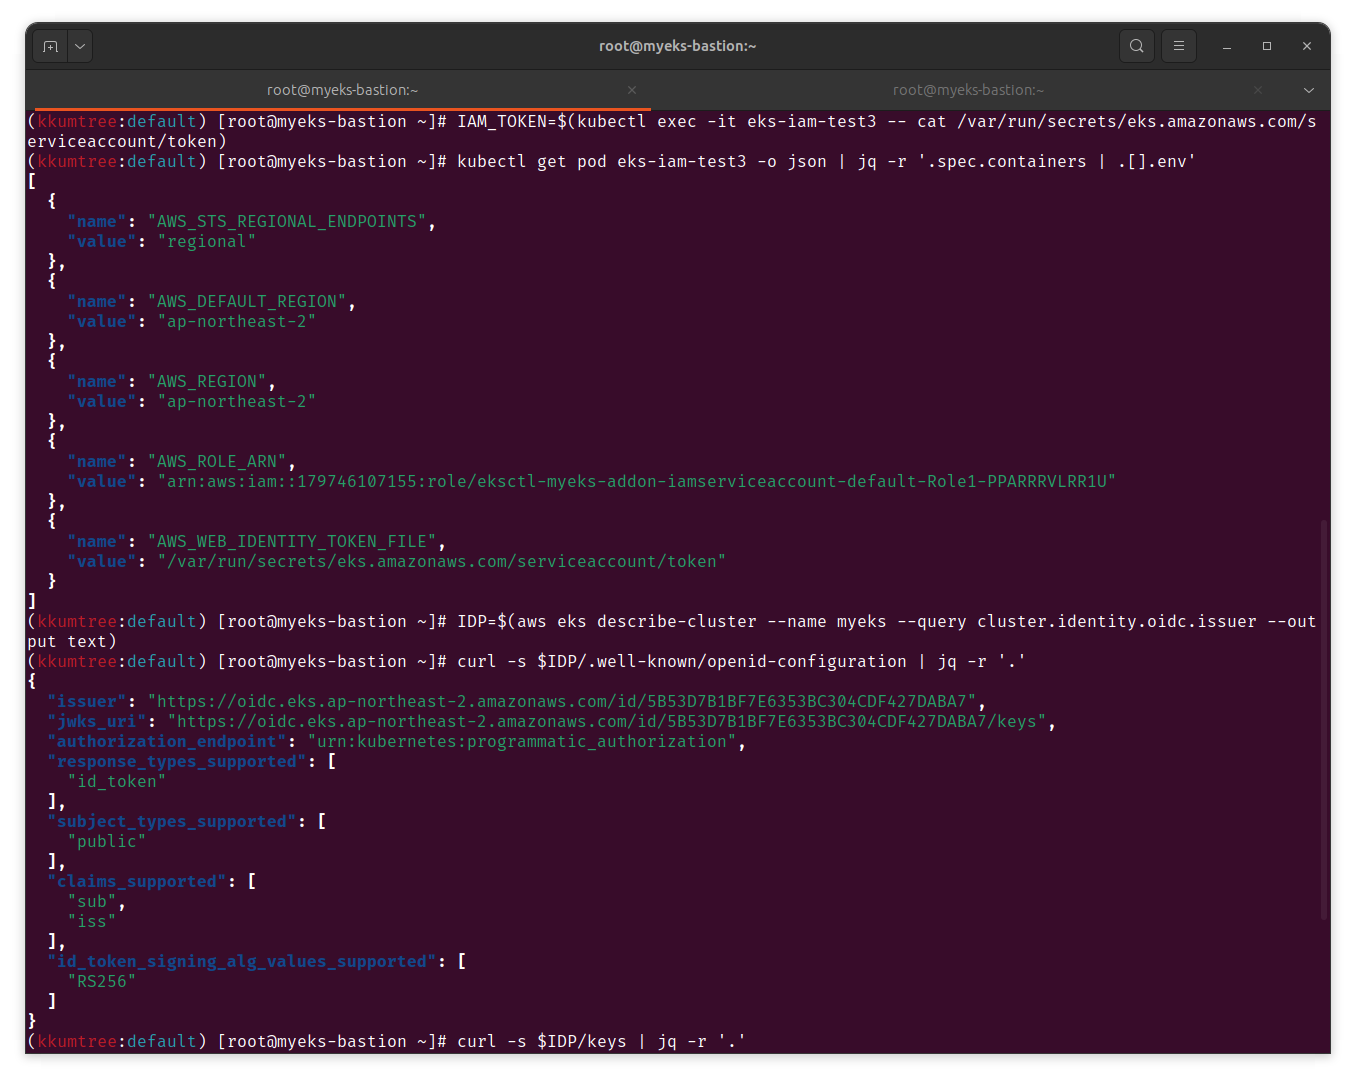 root@myeks-bastion:~
root@myeks-bastion:~
root@myeks-bastion:~
(kkumtree:default) [root@myeks-bastion ~]# IAM_TOKEN=$(kubectl exec -it eks-iam-test3 -- cat /var/run/secrets/eks.amazonaws.com/s
erviceaccount/token)
(kkumtree:default) [root@myeks-bastion ~]# kubectl get pod eks-iam-test3 -o json | jq -r '.spec.containers | .[].env'
[
  {
    "name": "AWS_STS_REGIONAL_ENDPOINTS",
    "value": "regional"
  },
  {
    "name": "AWS_DEFAULT_REGION",
    "value": "ap-northeast-2"
  },
  {
    "name": "AWS_REGION",
    "value": "ap-northeast-2"
  },
  {
    "name": "AWS_ROLE_ARN",
    "value": "arn:aws:iam::179746107155:role/eksctl-myeks-addon-iamserviceaccount-default-Role1-PPARRRVLRR1U"
  },
  {
    "name": "AWS_WEB_IDENTITY_TOKEN_FILE",
    "value": "/var/run/secrets/eks.amazonaws.com/serviceaccount/token"
  }
]
(kkumtree:default) [root@myeks-bastion ~]# IDP=$(aws eks describe-cluster --name myeks --query cluster.identity.oidc.issuer --out
put text)
(kkumtree:default) [root@myeks-bastion ~]# curl -s $IDP/.well-known/openid-configuration | jq -r '.'
{
  "issuer": "https://oidc.eks.ap-northeast-2.amazonaws.com/id/5B53D7B1BF7E6353BC304CDF427DABA7",
  "jwks_uri": "https://oidc.eks.ap-northeast-2.amazonaws.com/id/5B53D7B1BF7E6353BC304CDF427DABA7/keys",
  "authorization_endpoint": "urn:kubernetes:programmatic_authorization",
  "response_types_supported": [
    "id_token"
  ],
  "subject_types_supported": [
    "public"
  ],
  "claims_supported": [
    "sub",
    "iss"
  ],
  "id_token_signing_alg_values_supported": [
    "RS256"
  ]
}
(kkumtree:default) [root@myeks-bastion ~]# curl -s $IDP/keys | jq -r '.'